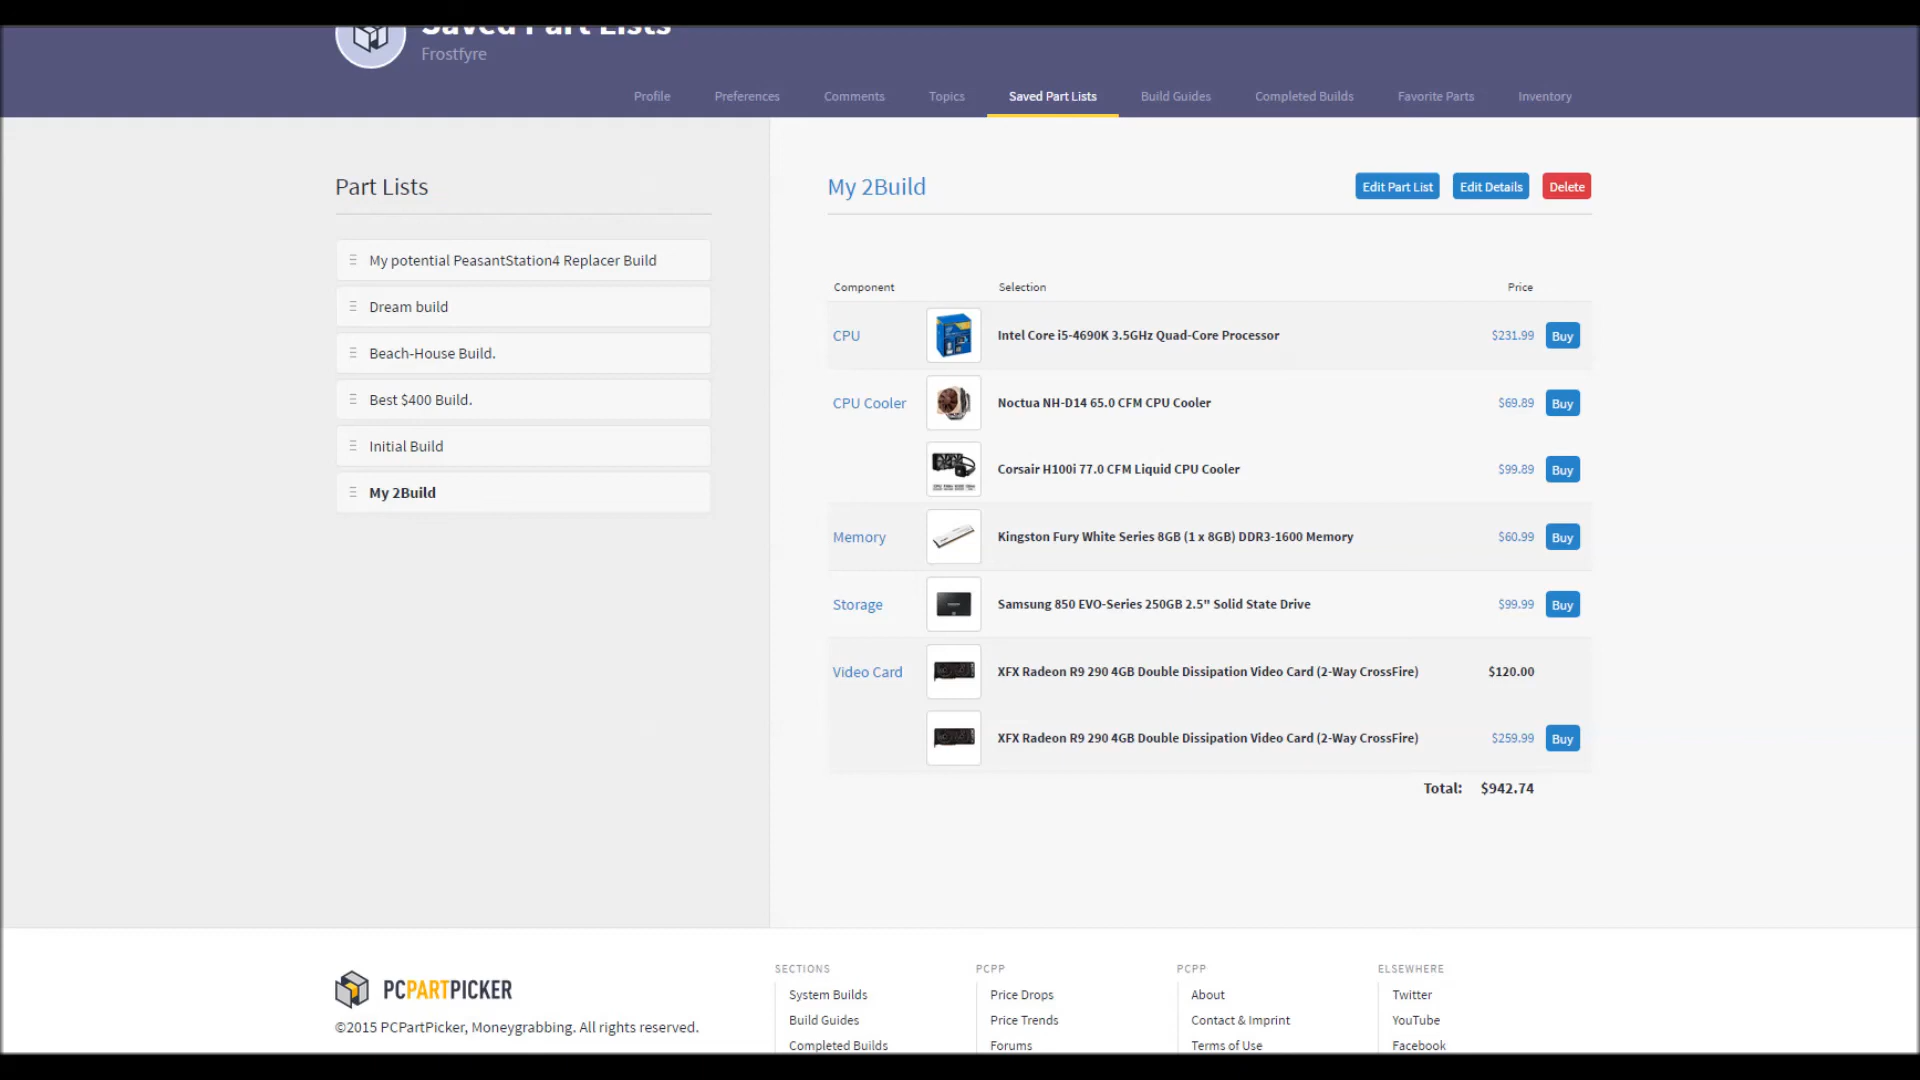 Saved Part Lists
Frostfyre
Profile Preferences Comments Topics Saved Part Lists Build Guides Completed Builds Favorite Parts Inventory
Part Lists
My potential PeasantStation4 Replacer Build
Dream build
Beach-House Build.
Best $400 Build.
Initial Build
My 2Build
My 2Build
Edit Part List Edit Details Delete
Component Selection Price
CPU Intel Core i5-4690K 3.5GHz Quad-Core Processor $231.99 Buy
CPU Cooler Noctua NH-D14 65.0 CFM CPU Cooler $69.89 Buy
Corsair H100i 77.0 CFM Liquid CPU Cooler $99.89 Buy
Memory Kingston Fury White Series 8GB (1 x 8GB) DDR3-1600 Memory $60.99 Buy
Storage Samsung 850 EVO-Series 250GB 2.5" Solid State Drive $99.99 Buy
Video Card XFX Radeon R9 290 4GB Double Dissipation Video Card (2-Way CrossFire) $120.00
XFX Radeon R9 290 4GB Double Dissipation Video Card (2-Way CrossFire) $259.99 Buy
Total: $942.74
PCPARTPICKER
©2015 PCPartPicker, Moneygrabbing. All rights reserved.
SECTIONS
System Builds
Build Guides
Completed Builds
PCPP
Price Drops
Price Trends
Forums
PCPP
About
Contact & Imprint
Terms of Use
ELSEWHERE
Twitter
YouTube
Facebook